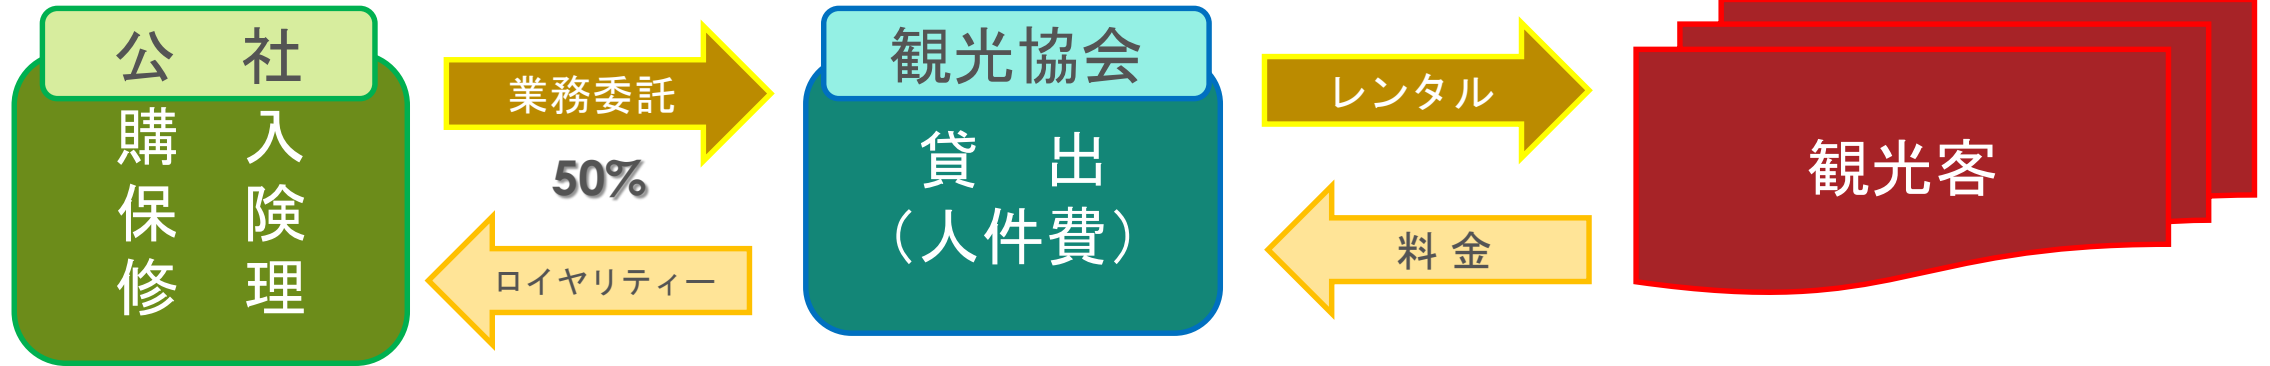 公 社
購 入
保 険
修 理
業務委託
50%
ロイヤリティー
観光協会
貸 出
（人件費）
レンタル
料 金
観光客